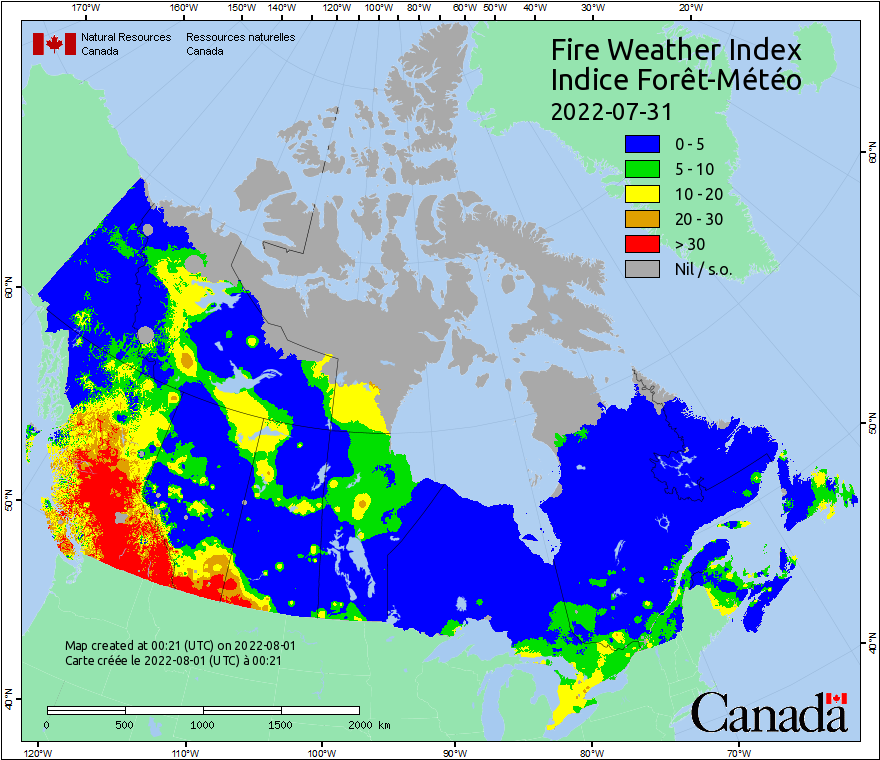 170°W 160°W 150°W 140°W 120°W 100°W 80°W 60°W 50°W 40°W 30°W 20°W
Natural Resources Ressources naturelles
Canada Canada
Fire Weather Index
Indice Forêt-Météo
2022-07-31
0 - 5
5 - 10
10 - 20
20 - 30
> 30
Nil / s.o.
60°N 60°N
50°N 50°N
40°N 40°N
Map created at 00:21 (UTC) on 2022-08-01
Carte créée le 2022-08-01 (UTC) à 00:21
0 500 1000 1500 2000 km
Canada
120°W 110°W 100°W 90°W 80°W 70°W